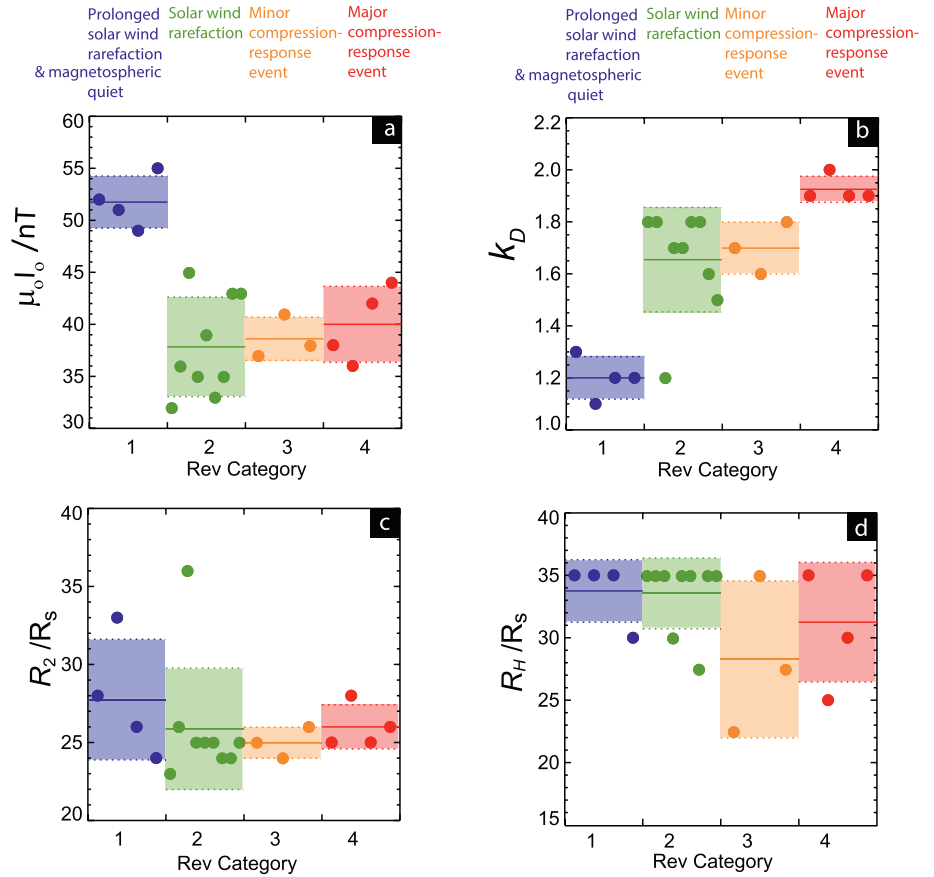 Prolonged
solar wind
rarefaction
& magnetospheric
quiet
Solar wind
rarefaction
Minor
compression-
response
event
Major
compression-
response
event
Prolonged
solar wind
rarefaction
& magnetospheric
quiet
Solar wind
rarefaction
Minor
compression-
response
event
Major
compression-
response
event
a
μoIo /nT
60
55
50
45
40
35
30
1 2 3 4
Rev Category
b
kD
2.2
2.0
1.8
1.6
1.4
1.2
1.0
1 2 3 4
Rev Category
c
R2 /Rs
40
35
30
25
20
1 2 3 4
Rev Category
d
RH /Rs
40
35
30
25
20
15
1 2 3 4
Rev Category